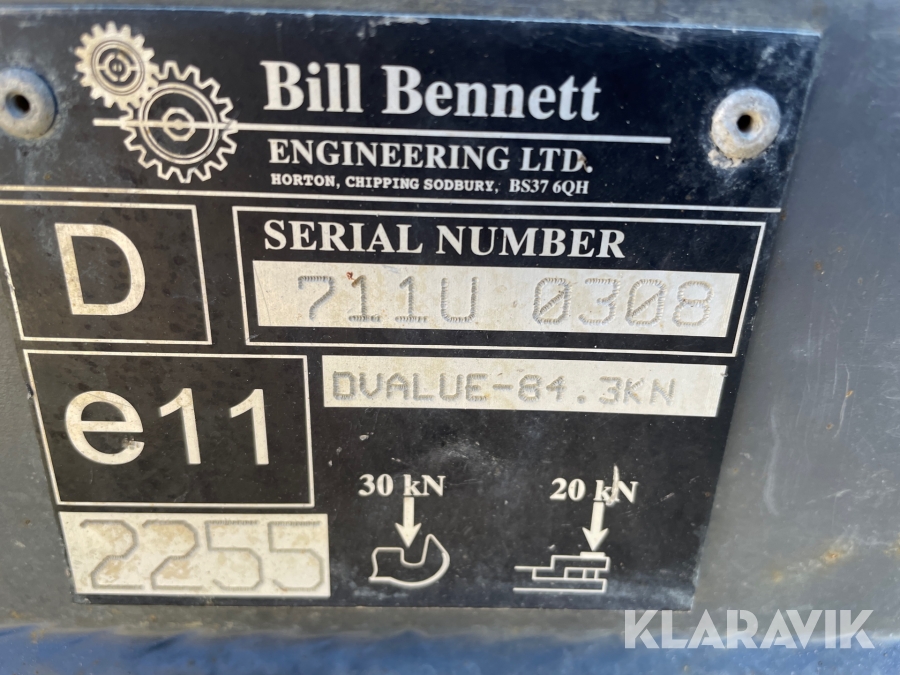 Bill Bennett
ENGINEERING LTD.
HORTON, CHIPPING SODBURY, BS37 6QH
D
SERIAL NUMBER
711U 0308
e11
DVALUE-84.3KN
30 kN
20 kN
2255
KLARAVIK